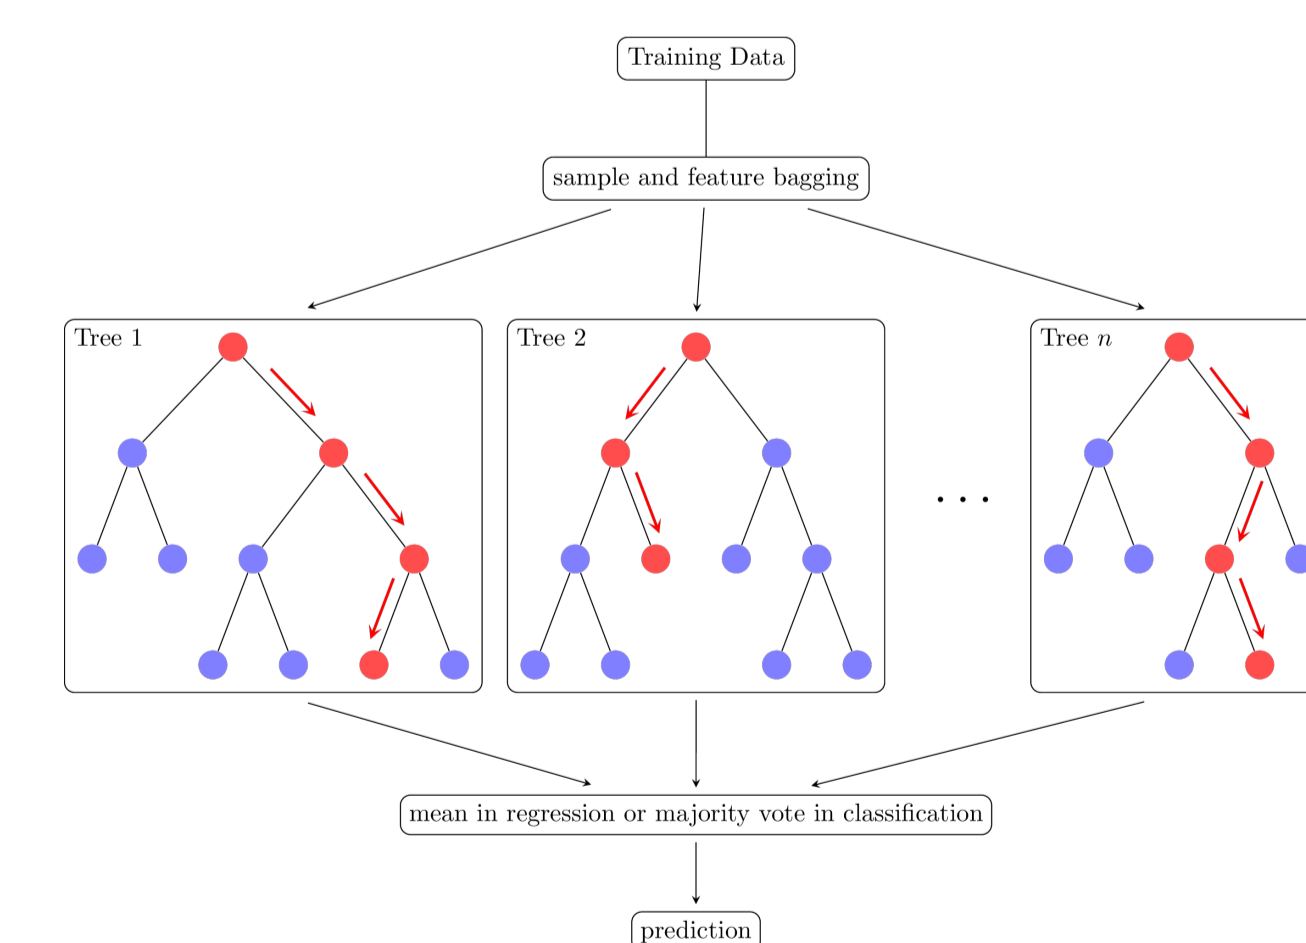 Training Data
sample and feature bagging
Tree 1
Tree 2
Tree n
. . .
mean in regression or majority vote in classification
prediction